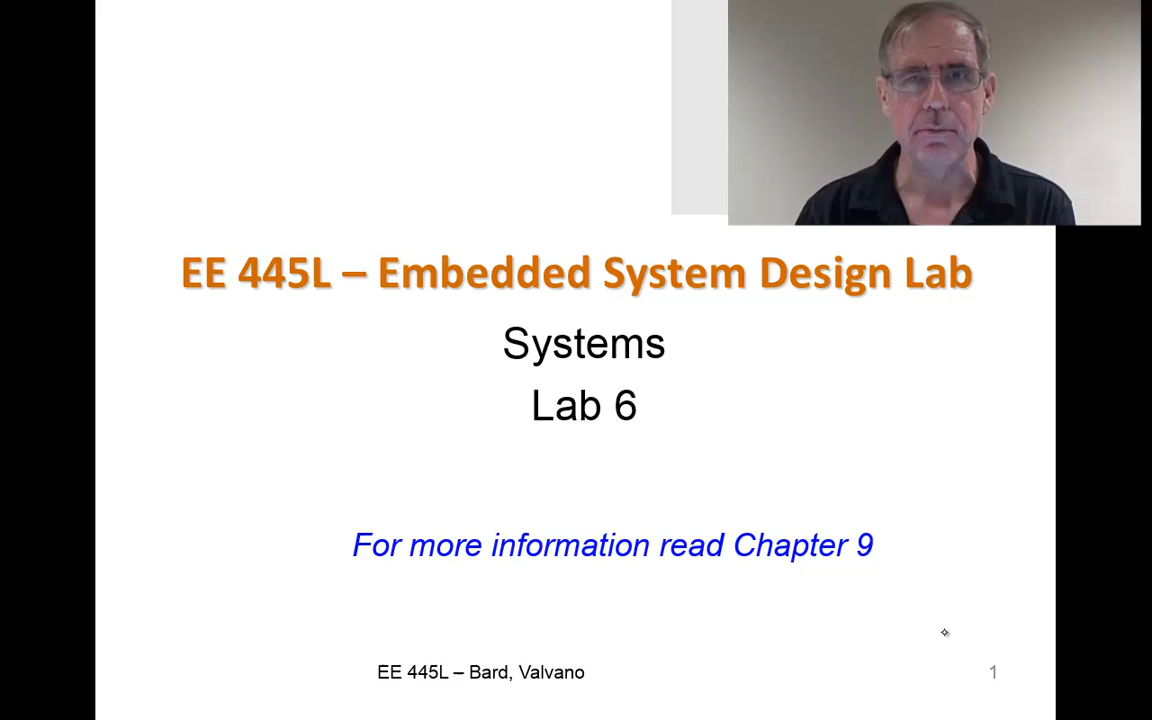 EE 445L – Embedded System Design Lab
Systems
Lab 6
For more information read Chapter 9
EE 445L – Bard, Valvano
1